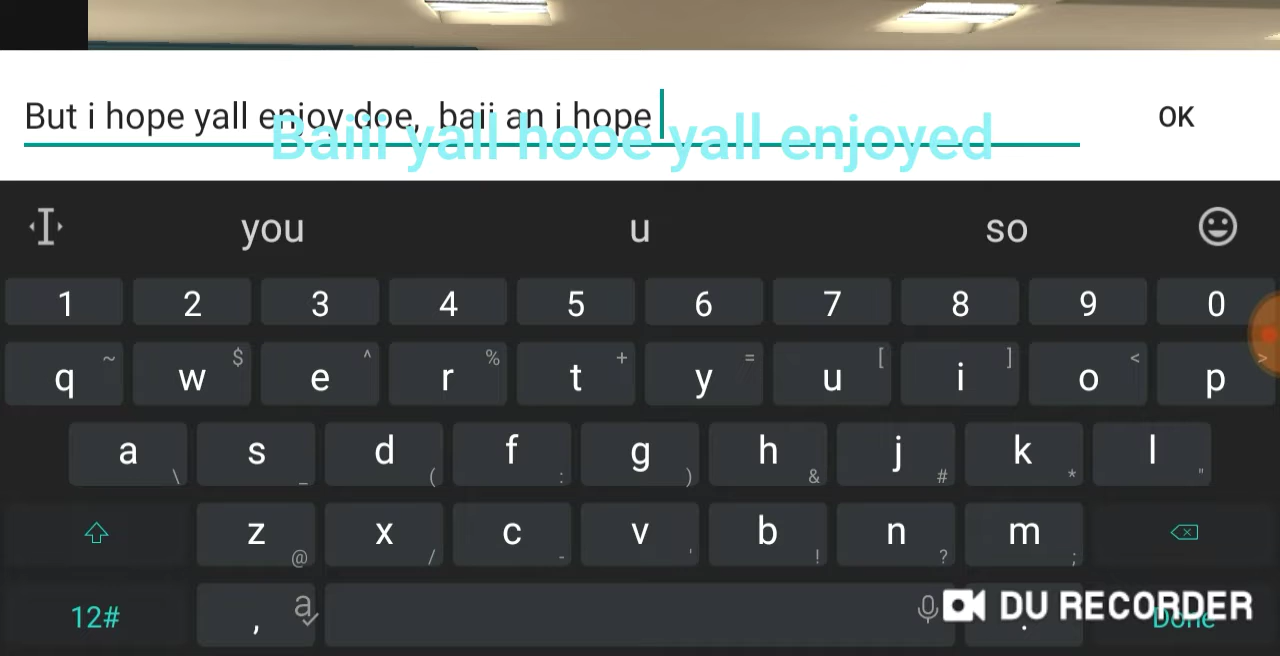 But i hope yall enjoy doe,  baii an i hope
OK
Baiii yall hooe yall enjoyed
you u so
1 2 3 4 5 6 7 8 9 0
~ $ ^ % + = [ ] < >
q w e r t y u i o p
a s d f g h j k l
\ _ ( : ) & # * "
z x c v b n m
@ / - ' ! ? ;
12# , a . Done
DU RECORDER